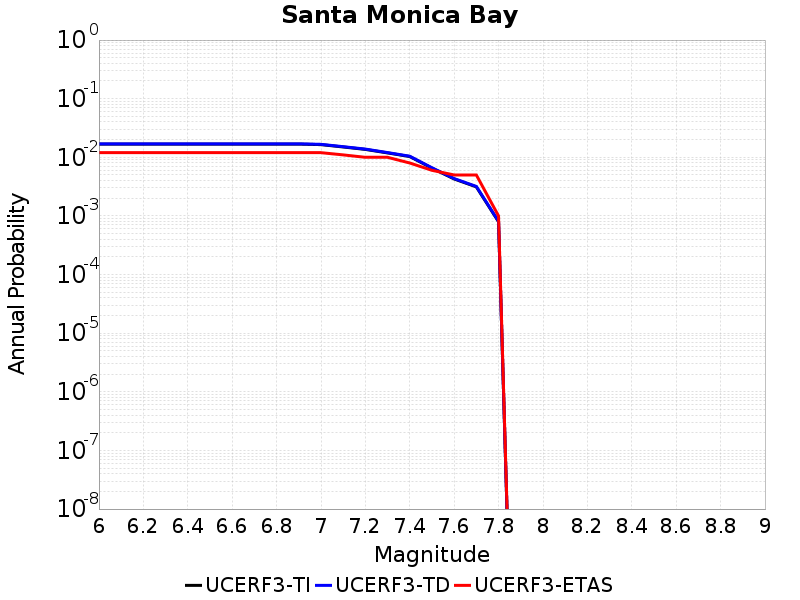 Santa Monica Bay
10^0
10^-1
10^-2
10^-3
10^-4
10^-5
10^-6
10^-7
10^-8
Annual Probability
6 6.2 6.4 6.6 6.8 7 7.2 7.4 7.6 7.8 8 8.2 8.4 8.6 8.8 9
Magnitude
UCERF3-TI UCERF3-TD UCERF3-ETAS